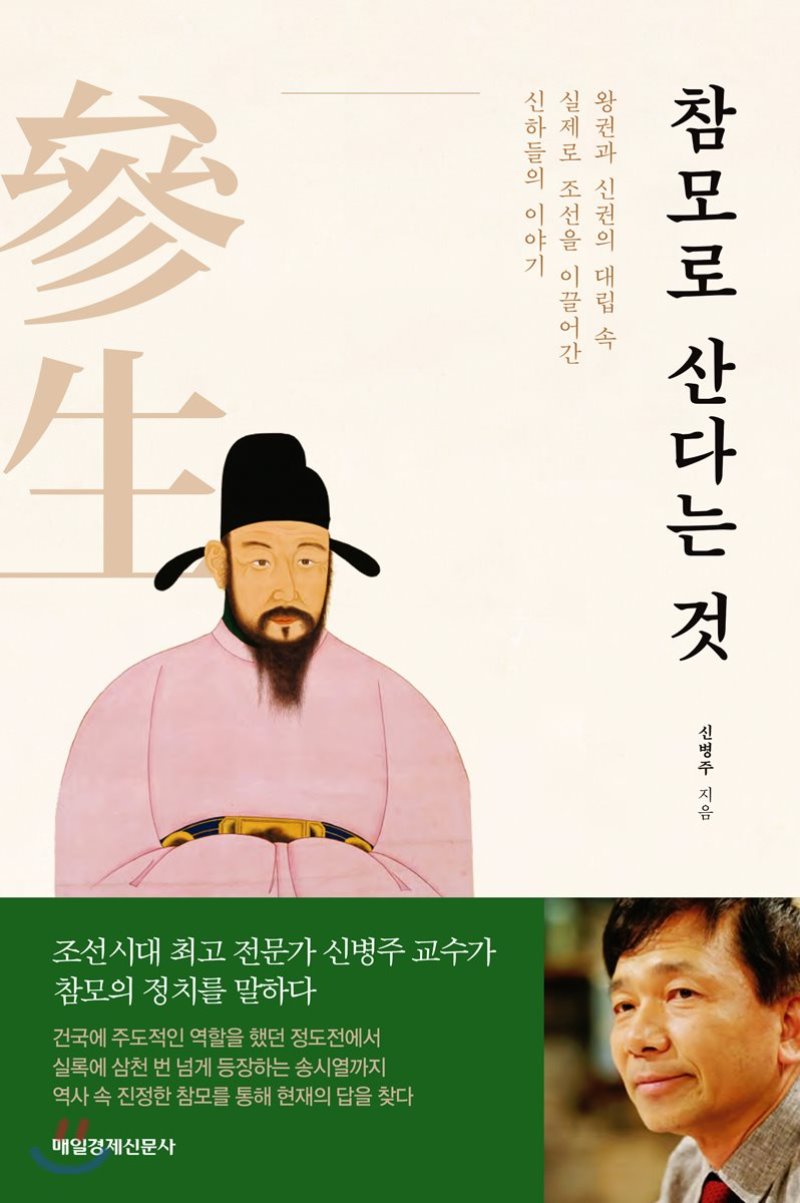 參生
참모로 산다는 것
왕권과 신권의 대립 속
실제로 조선을 이끌어간
신하들의 이야기
신병주 지음
조선시대 최고 전문가 신병주 교수가
참모의 정치를 말하다
건국에 주도적인 역할을 했던 정도전에서
실록에 삼천 번 넘게 등장하는 송시열까지
역사 속 진정한 참모를 통해 현재의 답을 찾다
매일경제신문사